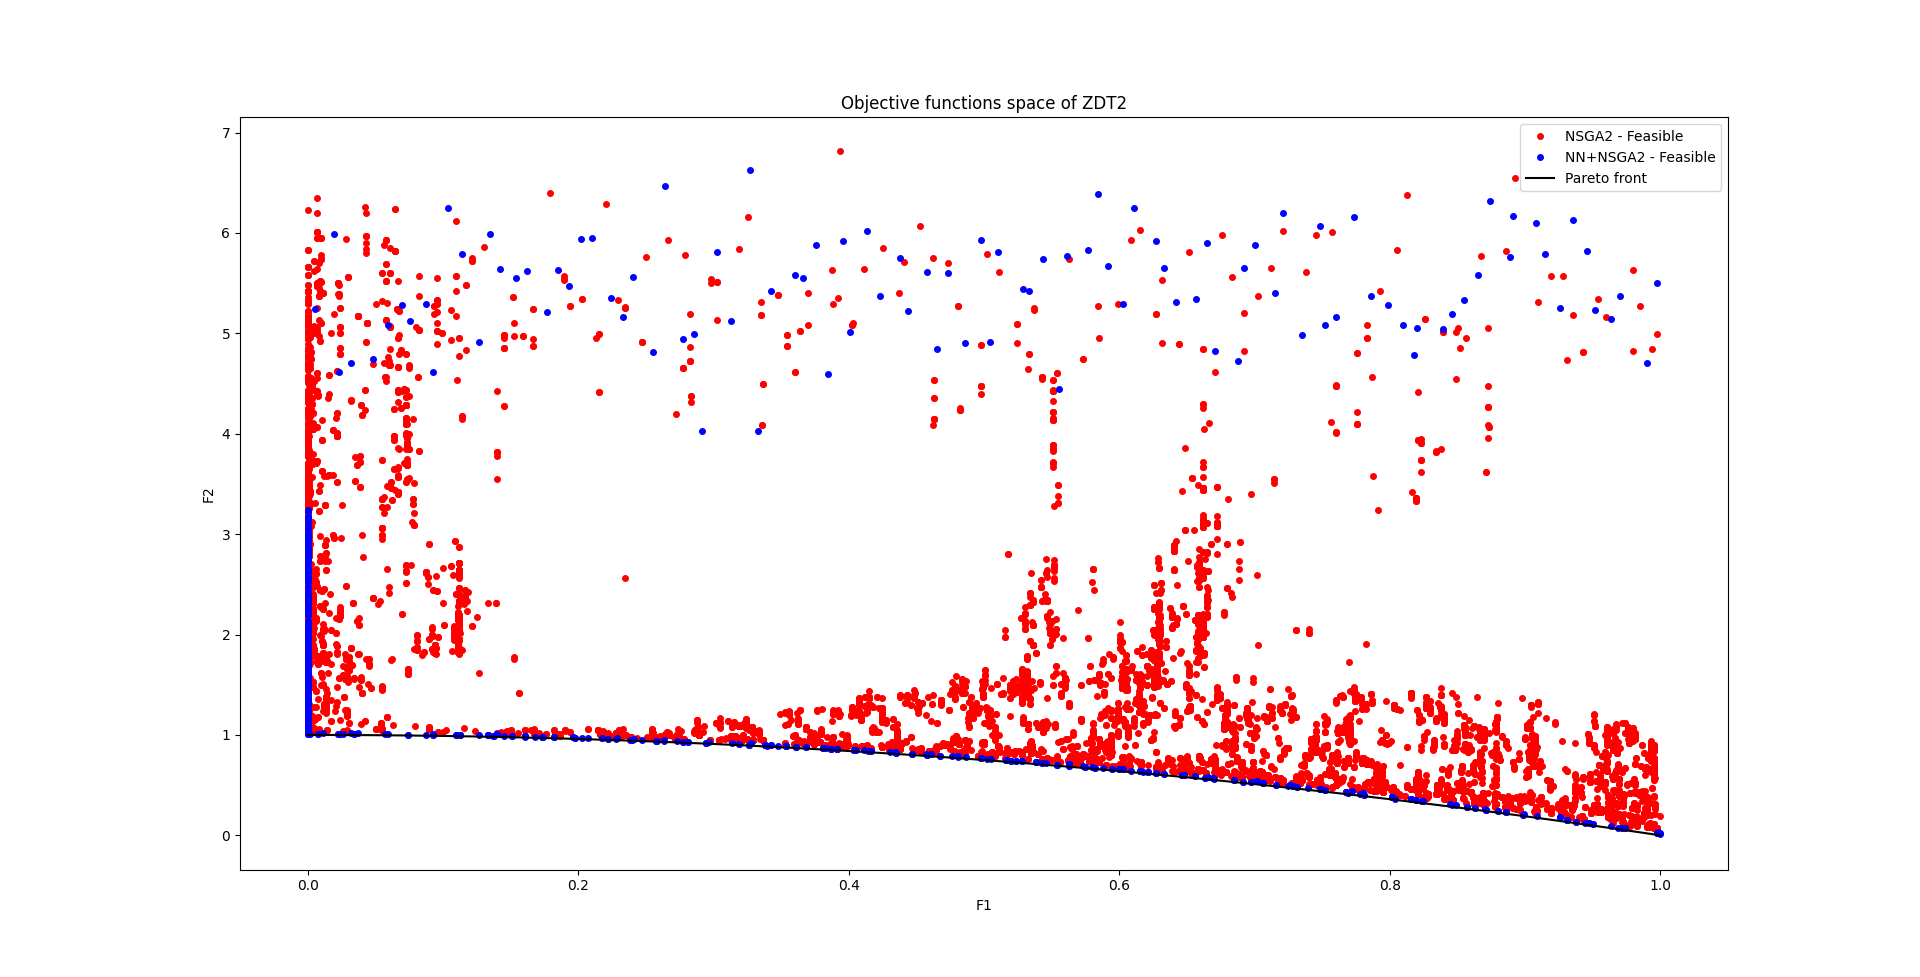 Objective functions space of ZDT2
NSGA2 - Feasible
NN+NSGA2 - Feasible
Pareto front
7
6
5
4
3
2
1
0
F2
0.0 0.2 0.4 0.6 0.8 1.0
F1